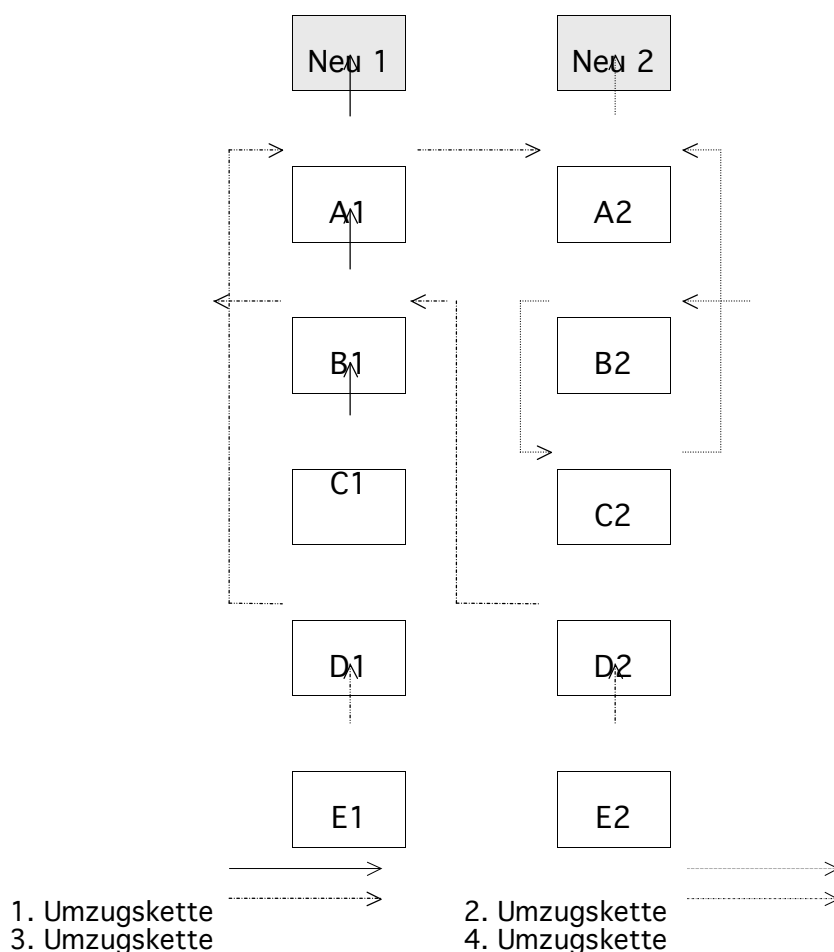 Neu 1 Neu 2
A1 A2
B1 B2
C1 C2
D1 D2
E1 E2
1. Umzugskette 2. Umzugskette
3. Umzugskette 4. Umzugskette